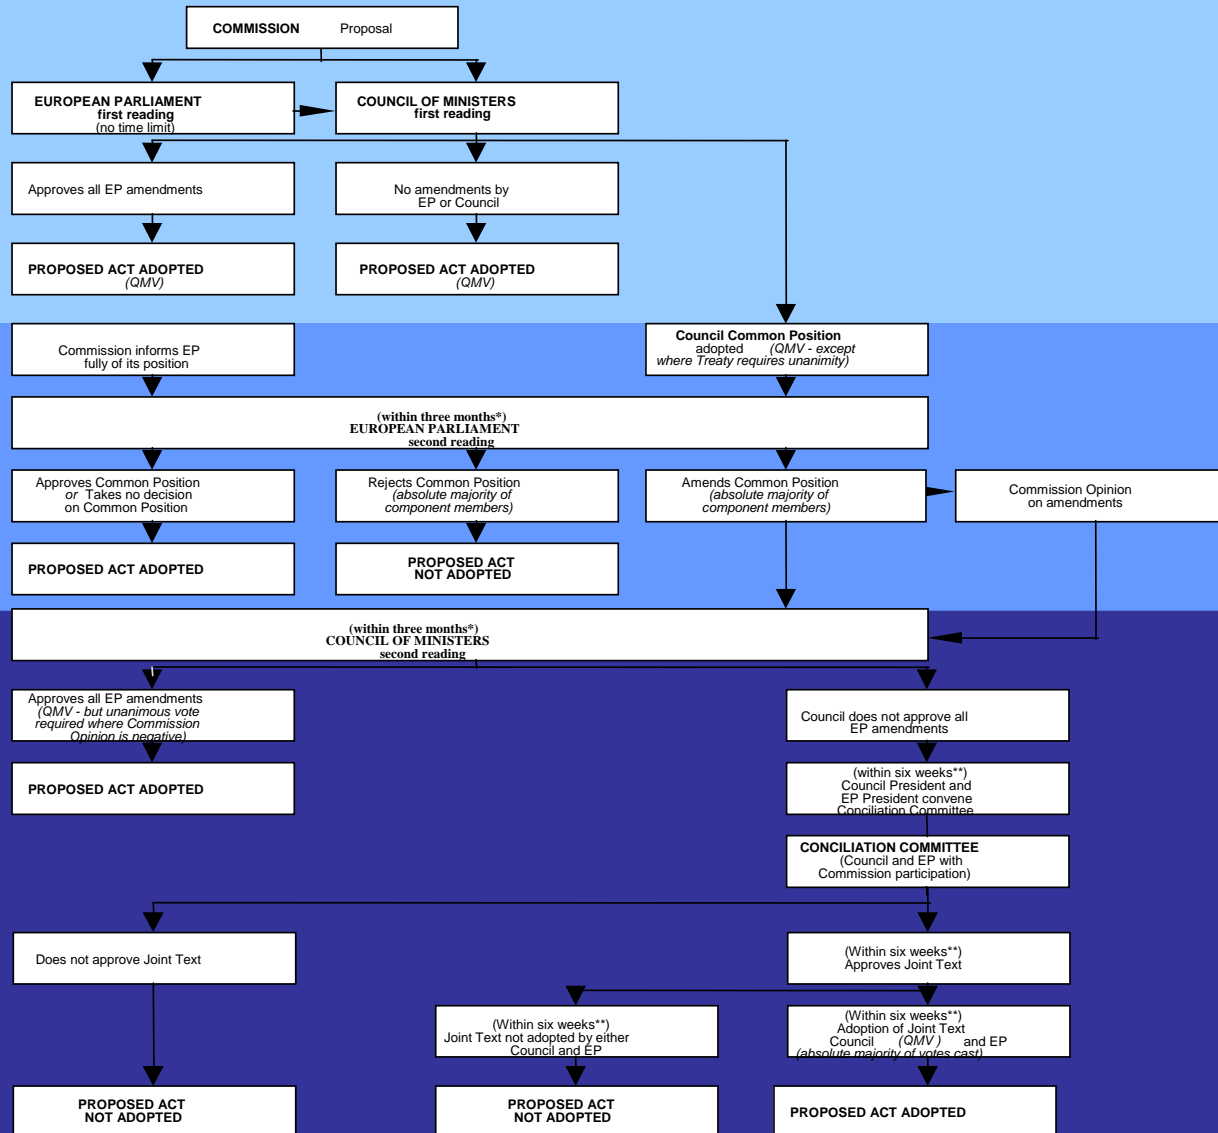 COMMISSION Proposal
EUROPEAN PARLIAMENT
first reading
(no time limit)
COUNCIL OF MINISTERS
first reading
Approves all EP amendments
No amendments by
EP or Council
PROPOSED ACT ADOPTED
(QMV)
PROPOSED ACT ADOPTED
(QMV)
Commission informs EP
fully of its position
Council Common Position
adopted (QMV - except
where Treaty requires unanimity)
(within three months*)
EUROPEAN PARLIAMENT
second reading
Approves Common Position
or Takes no decision
on Common Position
Rejects Common Position
(absolute majority of
component members)
Amends Common Position
(absolute majority of
component members)
Commission Opinion
on amendments
PROPOSED ACT ADOPTED
PROPOSED ACT
NOT ADOPTED
(within three months*)
COUNCIL OF MINISTERS
second reading
Approves all EP amendments
(QMV - but unanimous vote
required where Commission
Opinion is negative)
Council does not approve all
EP amendments
PROPOSED ACT ADOPTED
(within six weeks**)
Council President and
EP President convene
Conciliation Committee
CONCILIATION COMMITTEE
(Council and EP with
Commission participation)
Does not approve Joint Text
(Within six weeks**)
Approves Joint Text
(Within six weeks**)
Joint Text not adopted by either
Council and EP
(Within six weeks**)
Adoption of Joint Text
Council (QMV ) and EP
(absolute majority of votes cast)
PROPOSED ACT
NOT ADOPTED
PROPOSED ACT
NOT ADOPTED
PROPOSED ACT ADOPTED